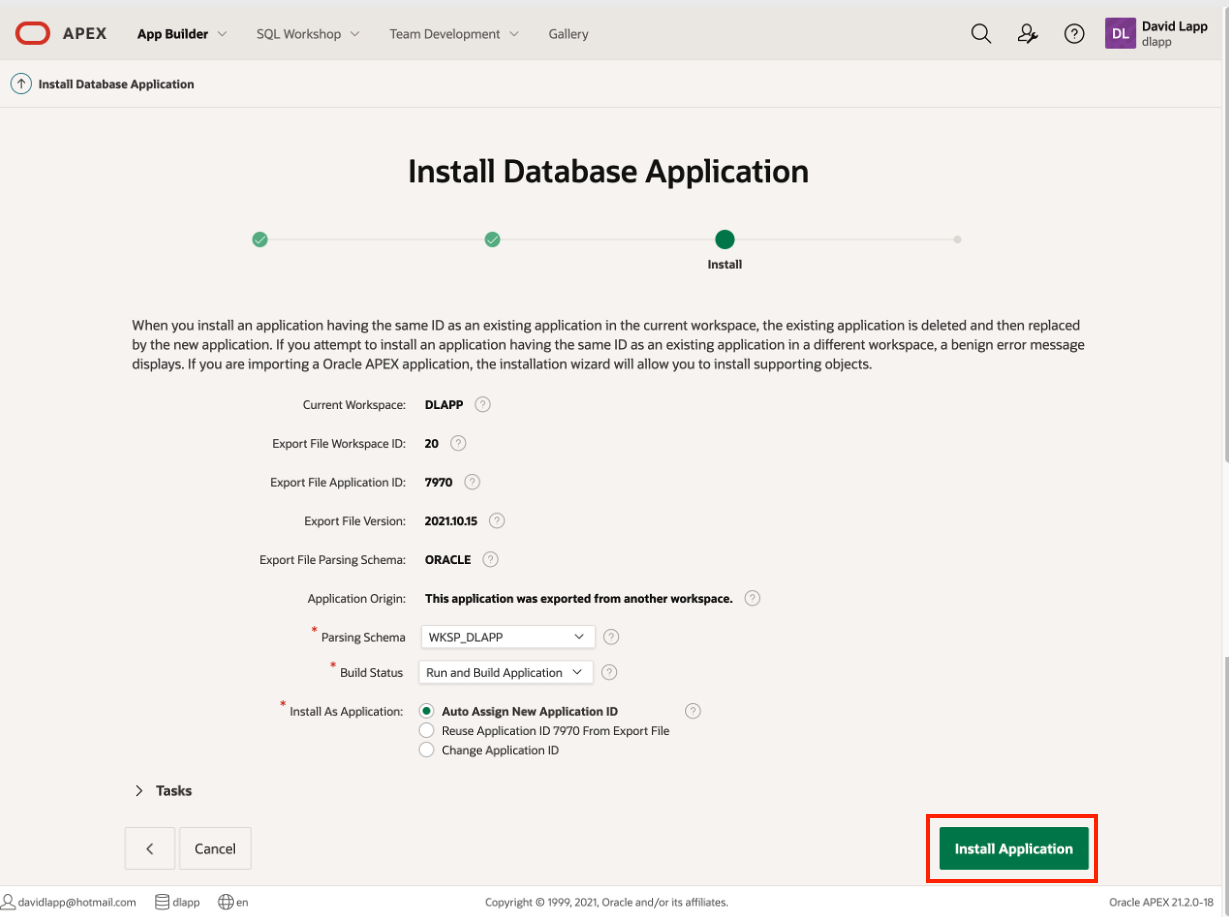 APEX App Builder SQL Workshop Team Development Gallery DL David Lapp
dlapp
Install Database Application
Install Database Application
Install
When you install an application having the same ID as an existing application in the current workspace, the existing application is deleted and then replaced
by the new application. If you attempt to install an application having the same ID as an existing application in a different workspace, a benign error message
displays. If you are importing a Oracle APEX application, the installation wizard will allow you to install supporting objects.
Current Workspace: DLAPP ?
Export File Workspace ID: 20 ?
Export File Application ID: 7970 ?
Export File Version: 2021.10.15 ?
Export File Parsing Schema: ORACLE ?
Application Origin: This application was exported from another workspace. ?
* Parsing Schema WKSP_DLAPP ?
* Build Status Run and Build Application ?
* Install As Application: Auto Assign New Application ID ?
Reuse Application ID 7970 From Export File
Change Application ID
Tasks
Cancel Install Application
davidlapp@hotmail.com dlapp en Copyright © 1999, 2021, Oracle and/or its affiliates. Oracle APEX 21.2.0-18